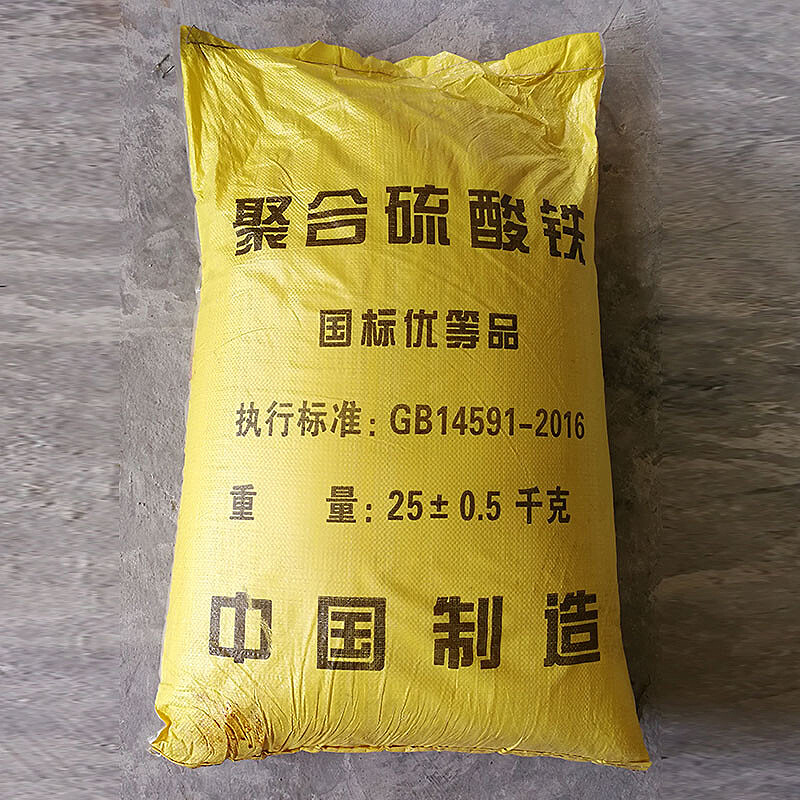 聚合硫酸铁
国标优等品
执行标准：GB14591-2016
重 量：25±0.5 千克
中国制造